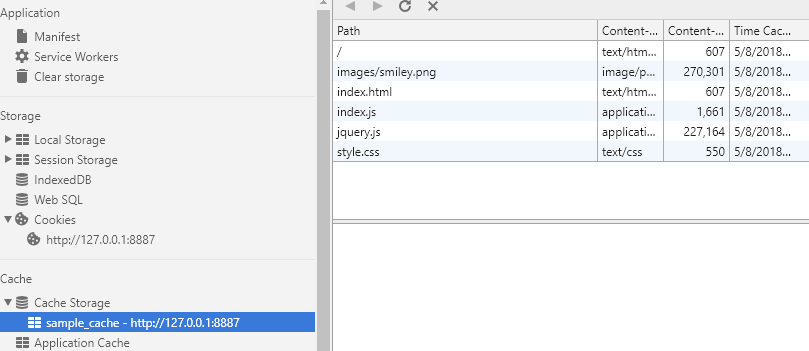 Application
Manifest
Service Workers
Clear storage
Storage
Local Storage
Session Storage
IndexedDB
Web SQL
Cookies
http://127.0.0.1:8887
Cache
Cache Storage
sample_cache - http://127.0.0.1:8887
Application Cache
Path Content-... Content-... Time Cac...
/ text/htm... 607 5/8/2018...
images/smiley.png image/p... 270,301 5/8/2018...
index.html text/htm... 607 5/8/2018...
index.js applicati... 1,661 5/8/2018...
jquery.js applicati... 227,164 5/8/2018...
style.css text/css 550 5/8/2018...